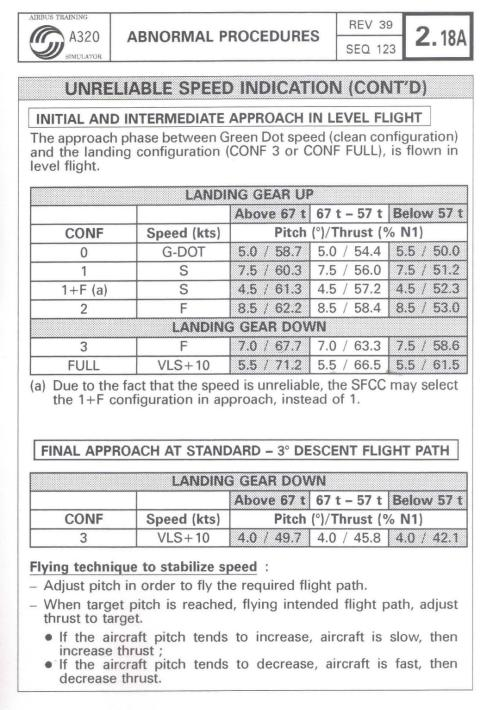 AIRBUS TRAINING
A320
SIMULATOR
ABNORMAL PROCEDURES
REV 39
SEQ 123
2.18A
UNRELIABLE SPEED INDICATION (CONT'D)
INITIAL AND INTERMEDIATE APPROACH IN LEVEL FLIGHT
The approach phase between Green Dot speed (clean configuration)
and the landing configuration (CONF 3 or CONF FULL), is flown in
level flight.
LANDING GEAR UP
Above 67 t 67 t – 57 t Below 57 t
CONF Speed (kts) Pitch (°)/Thrust (% N1)
0 G-DOT 5.0 / 58.7 5.0 / 54.4 5.5 / 50.0
1 S 7.5 / 60.3 7.5 / 56.0 7.5 / 51.2
1+F (a) S 4.5 / 61.3 4.5 / 57.2 4.5 / 52.3
2 F 8.5 / 62.2 8.5 / 58.4 8.5 / 53.0
LANDING GEAR DOWN
3 F 7.0 / 67.7 7.0 / 63.3 7.5 / 58.6
FULL VLS+10 5.5 / 71.2 5.5 / 66.5 5.5 / 61.5
(a) Due to the fact that the speed is unreliable, the SFCC may select
the 1+F configuration in approach, instead of 1.
FINAL APPROACH AT STANDARD – 3° DESCENT FLIGHT PATH
LANDING GEAR DOWN
Above 67 t 67 t – 57 t Below 57 t
CONF Speed (kts) Pitch (°)/Thrust (% N1)
3 VLS+10 4.0 / 49.7 4.0 / 45.8 4.0 / 42.1
Flying technique to stabilize speed :
– Adjust pitch in order to fly the required flight path.
– When target pitch is reached, flying intended flight path, adjust
thrust to target.
● If the aircraft pitch tends to increase, aircraft is slow, then
increase thrust ;
● If the aircraft pitch tends to decrease, aircraft is fast, then
decrease thrust.